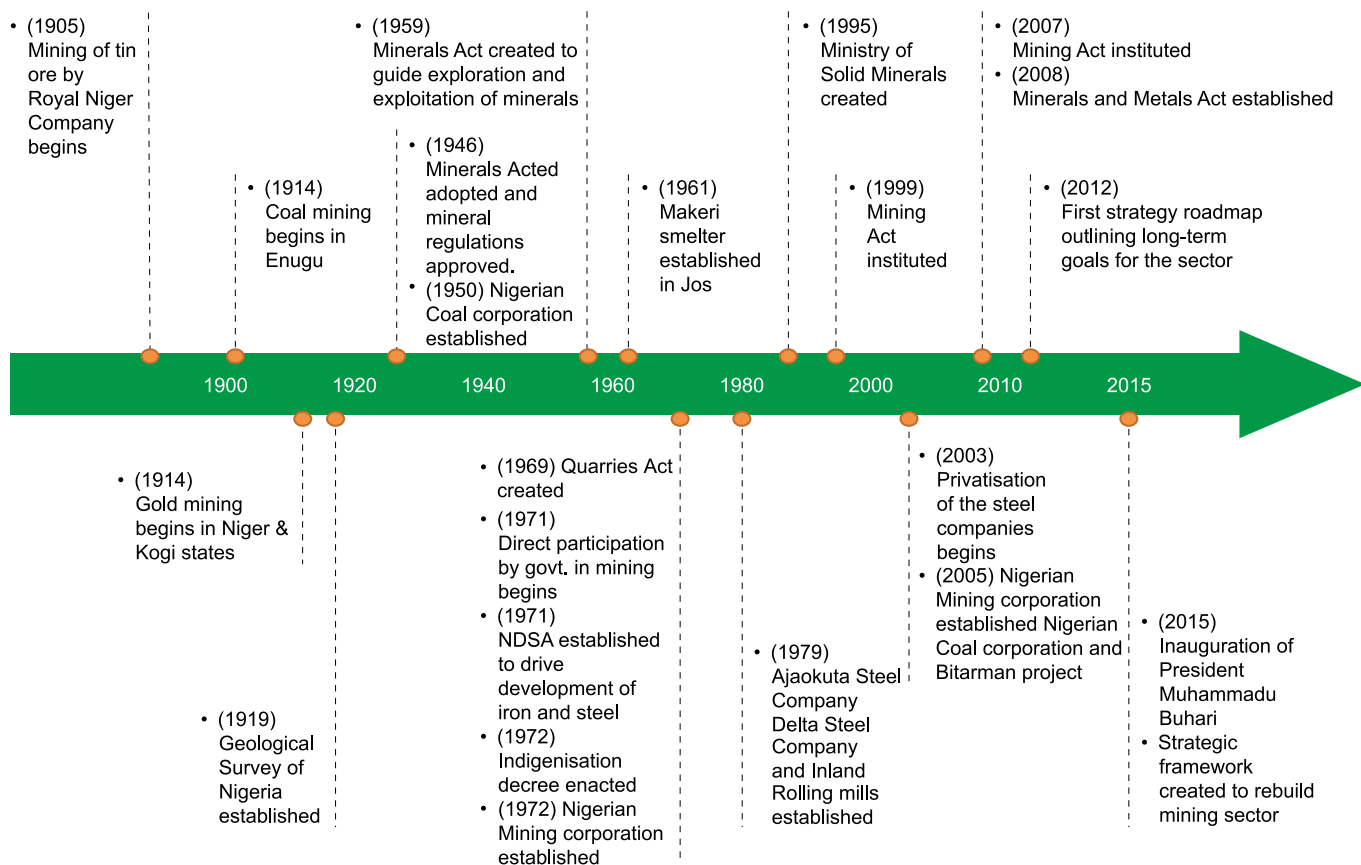 • (1905)
Mining of tin
ore by
Royal Niger
Company
begins
• (1959)
Minerals Act created to
guide exploration and
exploitation of minerals
• (1995)
Ministry of
Solid Minerals
created
• (2007)
Mining Act instituted
• (2008)
Minerals and Metals Act established
• (1914)
Coal mining
begins in
Enugu
• (1946)
Minerals Acted
adopted and
mineral
regulations
approved.
• (1950) Nigerian
Coal corporation
established
• (1961)
Makeri
smelter
established
in Jos
• (1999)
Mining
Act
instituted
• (2012)
First strategy roadmap
outlining long-term
goals for the sector
1900 1920 1940 1960 1980 2000 2010 2015
• (1914)
Gold mining
begins in Niger &
Kogi states
• (1919)
Geological
Survey of
Nigeria
established
• (1969) Quarries Act
created
• (1971)
Direct participation
by govt. in mining
begins
• (1971)
NDSA established
to drive
development of
iron and steel
• (1972)
Indigenisation
decree enacted
• (1972) Nigerian
Mining corporation
established
• (1979)
Ajaokuta Steel
Company
Delta Steel
Company
and Inland
Rolling mills
established
• (2003)
Privatisation
of the steel
companies
begins
• (2005) Nigerian
Mining corporation
established Nigerian
Coal corporation and
Bitarman project
• (2015)
Inauguration of
President
Muhammadu
Buhari
• Strategic
framework
created to rebuild
mining sector